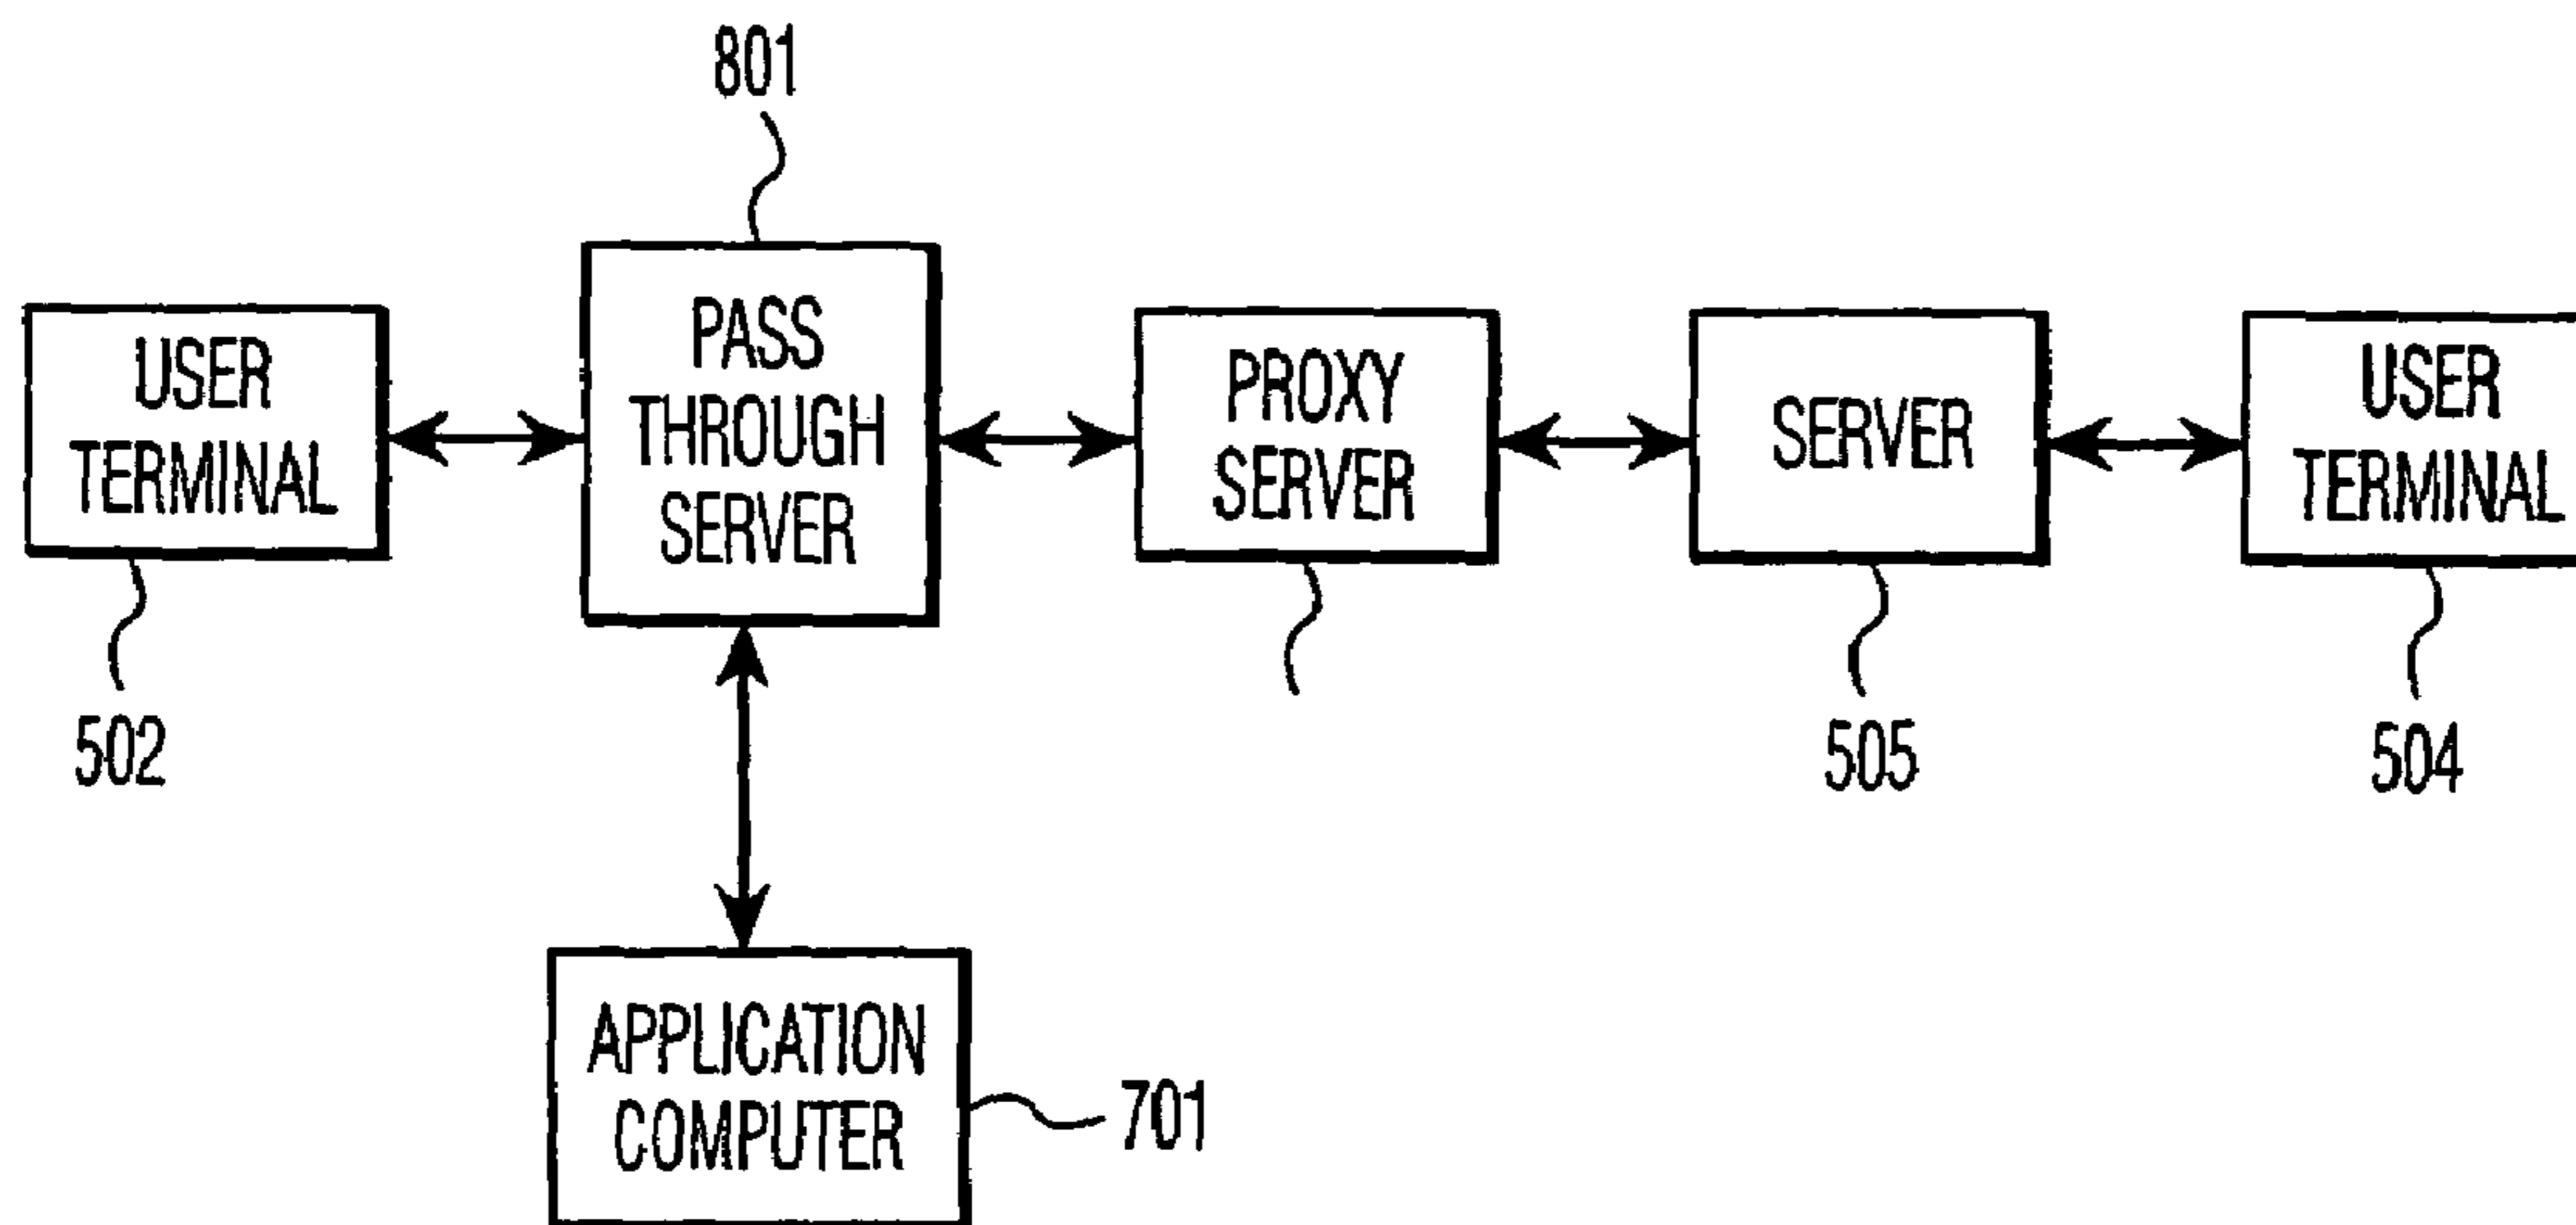 801
USER
TERMINAL
PASS
THROUGH
SERVER
PROXY
SERVER
SERVER
USER
TERMINAL
502
505
504
APPLICATION
COMPUTER
701